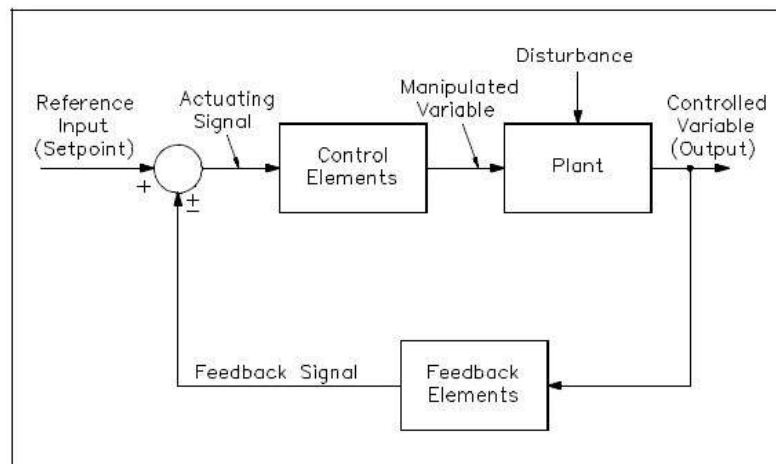 Disturbance
Reference
Input
(Setpoint)
Actuating
Signal
Manipulated
Variable
Controlled
Variable
(Output)
Control
Elements
Plant
+
±
−
Feedback Signal
Feedback
Elements